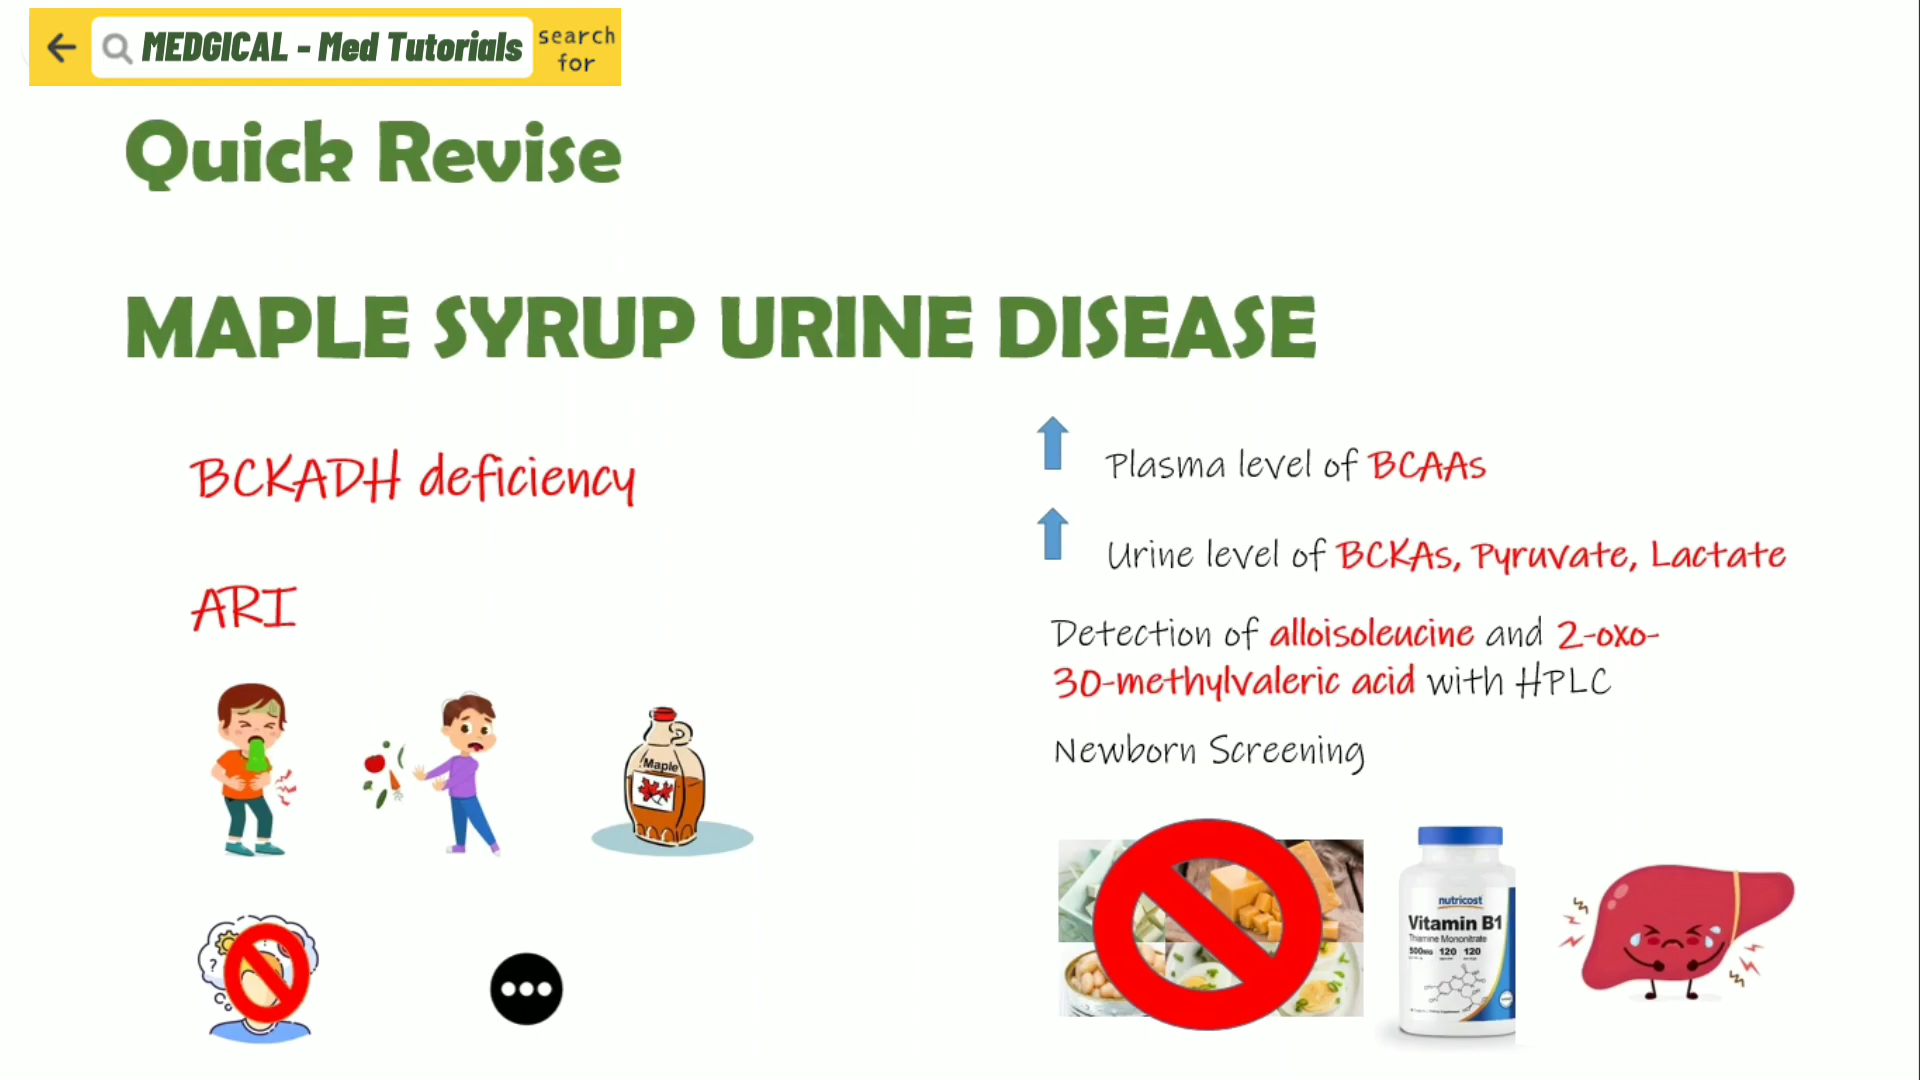 MEDGICAL - Med Tutorials
search
for
Quick Revise
MAPLE SYRUP URINE DISEASE
BCKADH deficiency
ARI
Plasma level of BCAAs
Urine level of BCKAs, Pyruvate, Lactate
Detection of alloisoleucine and 2-oxo-
30-methylvaleric acid with HPLC
Newborn Screening
Maple
nutricost
Vitamin B1
Thiamine Mononitrate
500mg 120 120